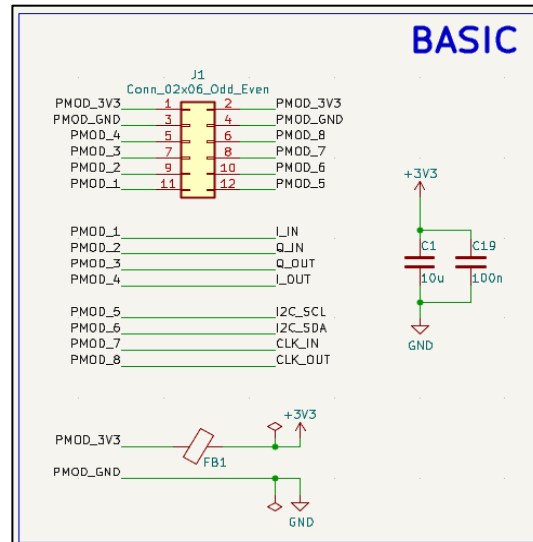 BASIC
J1
Conn_02x06_Odd_Even
PMOD_3V3 1 2 PMOD_3V3
PMOD_GND 3 4 PMOD_GND
PMOD_4 5 6 PMOD_8
PMOD_3 7 8 PMOD_7
PMOD_2 9 10 PMOD_6
PMOD_1 11 12 PMOD_5
PMOD_1 I_IN
PMOD_2 Q_IN
PMOD_3 Q_OUT
PMOD_4 I_OUT
PMOD_5 I2C_SCL
PMOD_6 I2C_SDA
PMOD_7 CLK_IN
PMOD_8 CLK_OUT
+3V3
C1 C19
10u 100n
GND
+3V3
PMOD_3V3
FB1
PMOD_GND
GND